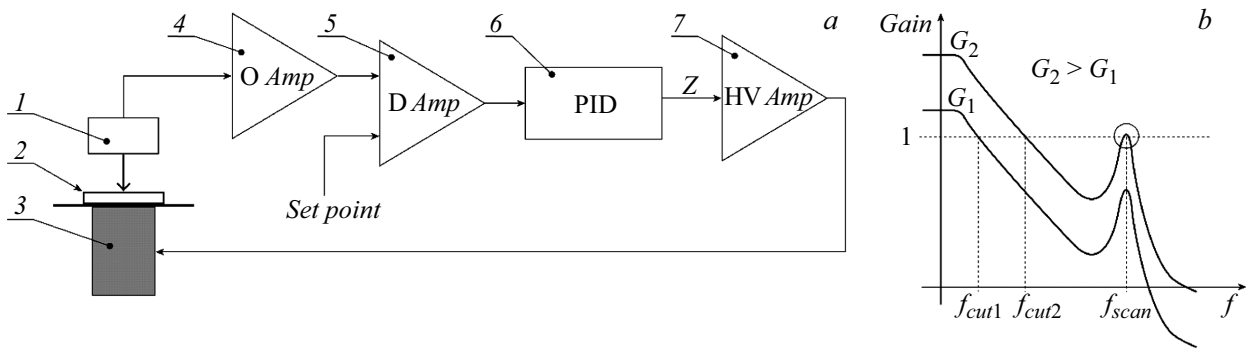 a
1
2
3
4
O Amp
5
D Amp
Set point
6
PID
Z
7
HV Amp
b
Gain
G2
G1
G2 > G1
1
fcut1
fcut2
fscan
f